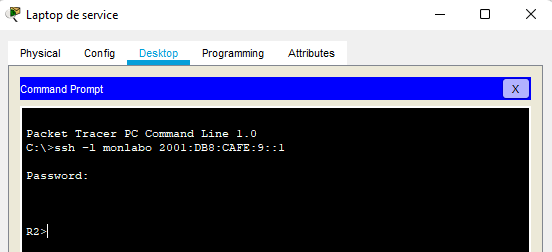 Laptop de service
Physical Config Desktop Programming Attributes
Command Prompt X
Packet Tracer PC Command Line 1.0
C:\>ssh -l monlabo 2001:DB8:CAFE:9::1
Password:
R2>